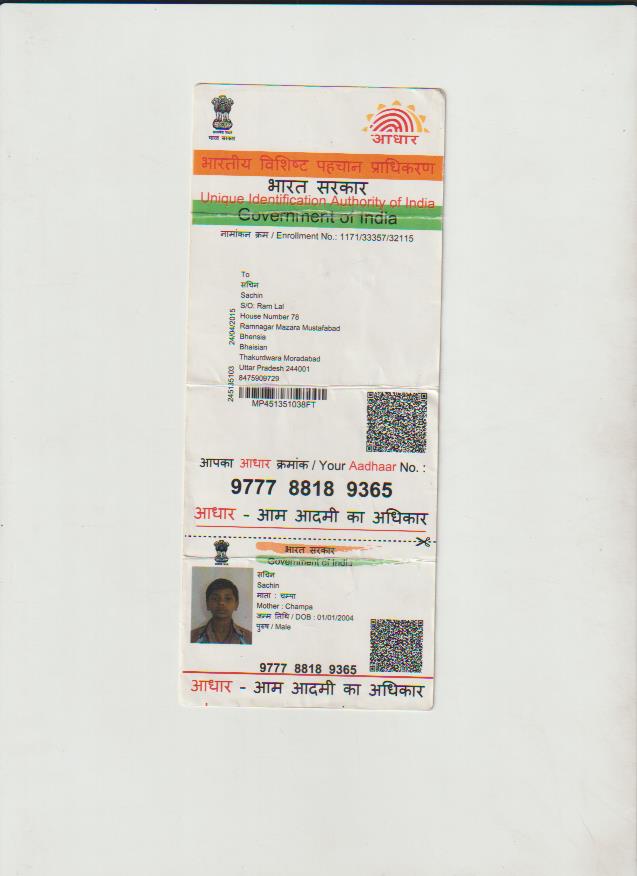 भारत सरकार
आधार
भारतीय विशिष्ट पहचान प्राधिकरण
भारत सरकार
Unique Identification Authority of India
Government of India
नामांकन क्रम / Enrollment No.: 1171/33357/32115
To
सचिन
Sachin
S/O: Ram Lal
House Number 78
Ramnagar Mazara Mustafabad
Bhensia
Bhaisian
Thakurdwara Moradabad
Uttar Pradesh 244001
8475909729
24/04/2015
MP451351038FT
आपका आधार क्रमांक / Your Aadhaar No. :
9777 8818 9365
आधार - आम आदमी का अधिकार
भारत सरकार
Government of India
सचिन
Sachin
माता : चम्पा
Mother : Champa
जन्म तिथि / DOB : 01/01/2004
पुरुष / Male
9777 8818 9365
आधार - आम आदमी का अधिकार